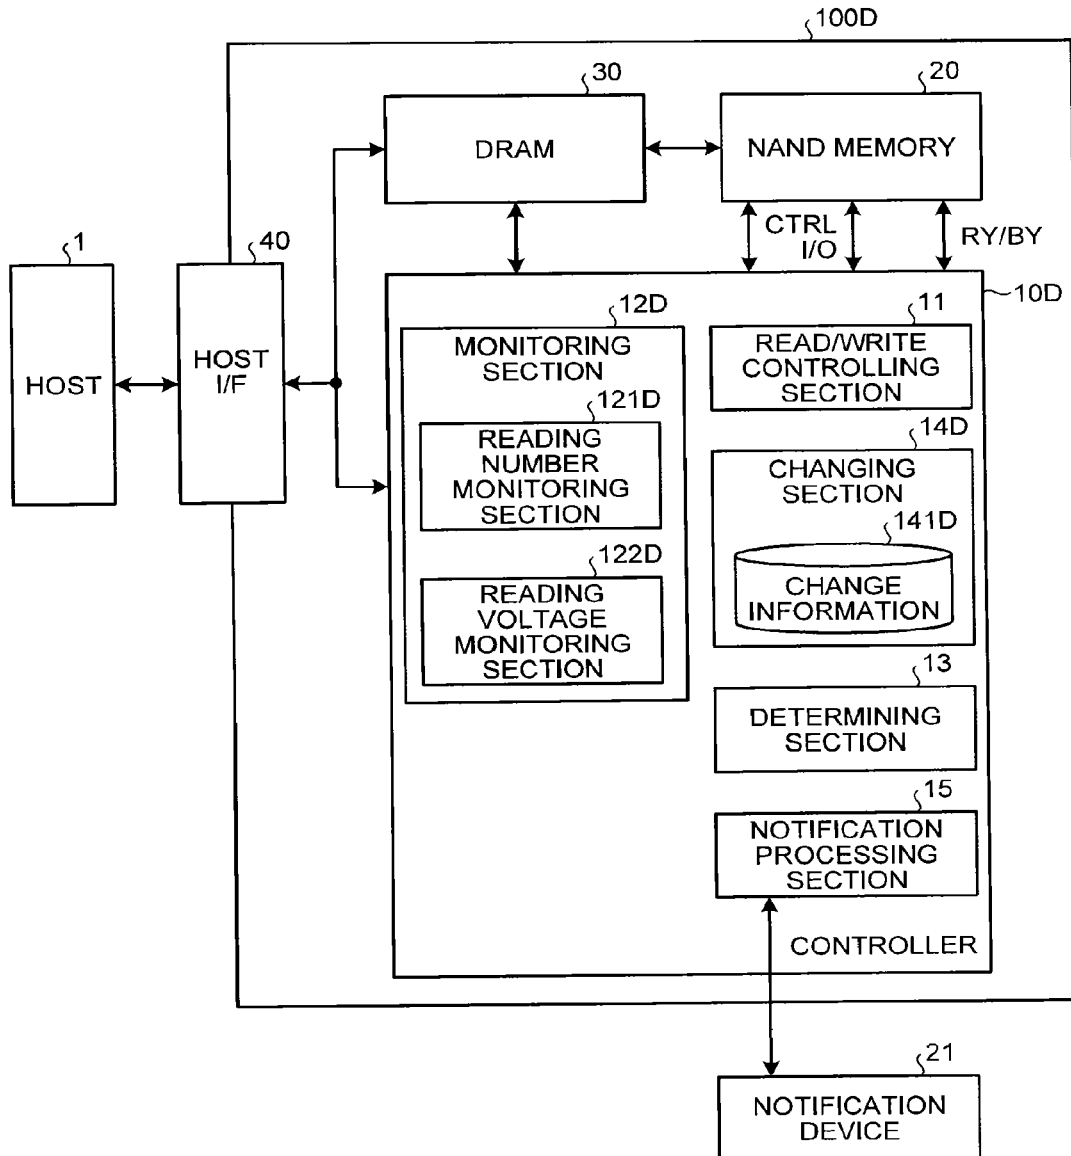 100D
30
20
DRAM
NAND MEMORY
CTRL
I/O
RY/BY
1
40
HOST
HOST
I/F
10D
12D
MONITORING
SECTION
121D
READING
NUMBER
MONITORING
SECTION
122D
READING
VOLTAGE
MONITORING
SECTION
11
READ/WRITE
CONTROLLING
SECTION
14D
CHANGING
SECTION
141D
CHANGE
INFORMATION
13
DETERMINING
SECTION
15
NOTIFICATION
PROCESSING
SECTION
CONTROLLER
21
NOTIFICATION
DEVICE